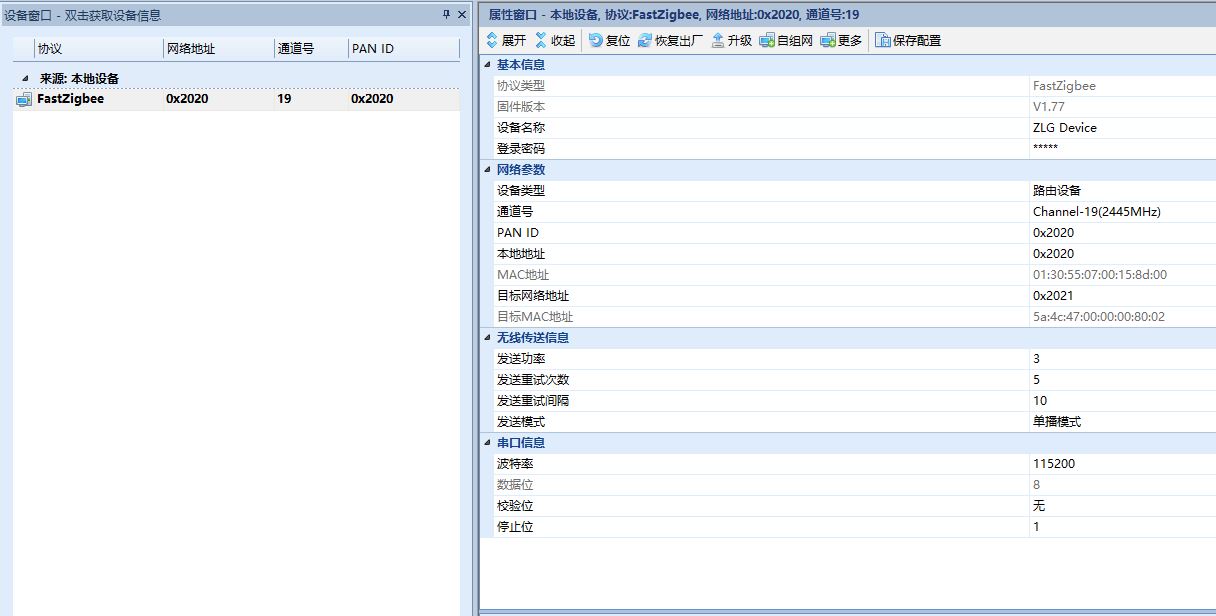 设备窗口 - 双击获取设备信息
协议 网络地址 通道号 PAN ID
来源: 本地设备
FastZigbee 0x2020 19 0x2020
属性窗口 - 本地设备, 协议:FastZigbee, 网络地址:0x2020, 通道号:19
展开 收起 复位 恢复出厂 升级 自组网 更多 保存配置
基本信息
协议类型 FastZigbee
固件版本 V1.77
设备名称 ZLG Device
登录密码 *****
网络参数
设备类型 路由设备
通道号 Channel-19(2445MHz)
PAN ID 0x2020
本地地址 0x2020
MAC地址 01:30:55:07:00:15:8d:00
目标网络地址 0x2021
目标MAC地址 5a:4c:47:00:00:00:80:02
无线传送信息
发送功率 3
发送重试次数 5
发送重试间隔 10
发送模式 单播模式
串口信息
波特率 115200
数据位 8
校验位 无
停止位 1